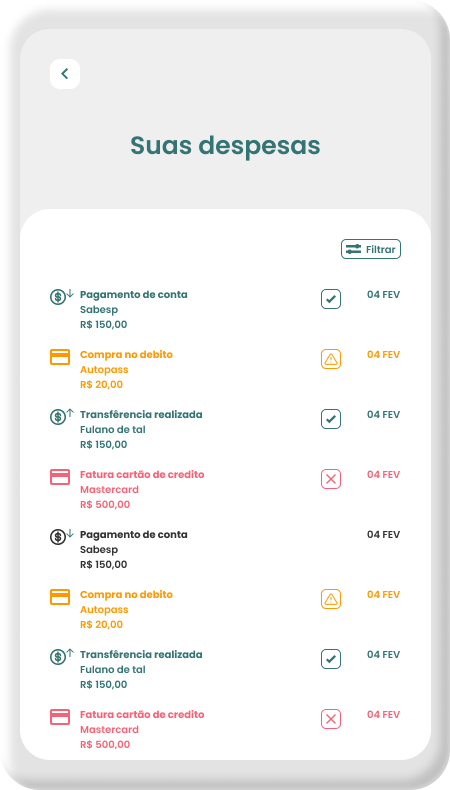 Suas despesas
Filtrar
Pagamento de conta 04 FEV
Sabesp
R$ 150,00
Compra no debito 04 FEV
Autopass
R$ 20,00
Transférencia realizada 04 FEV
Fulano de tal
R$ 150,00
Fatura cartão de credito 04 FEV
Mastercard
R$ 500,00
Pagamento de conta 04 FEV
Sabesp
R$ 150,00
Compra no debito 04 FEV
Autopass
R$ 20,00
Transférencia realizada 04 FEV
Fulano de tal
R$ 150,00
Fatura cartão de credito 04 FEV
Mastercard
R$ 500,00